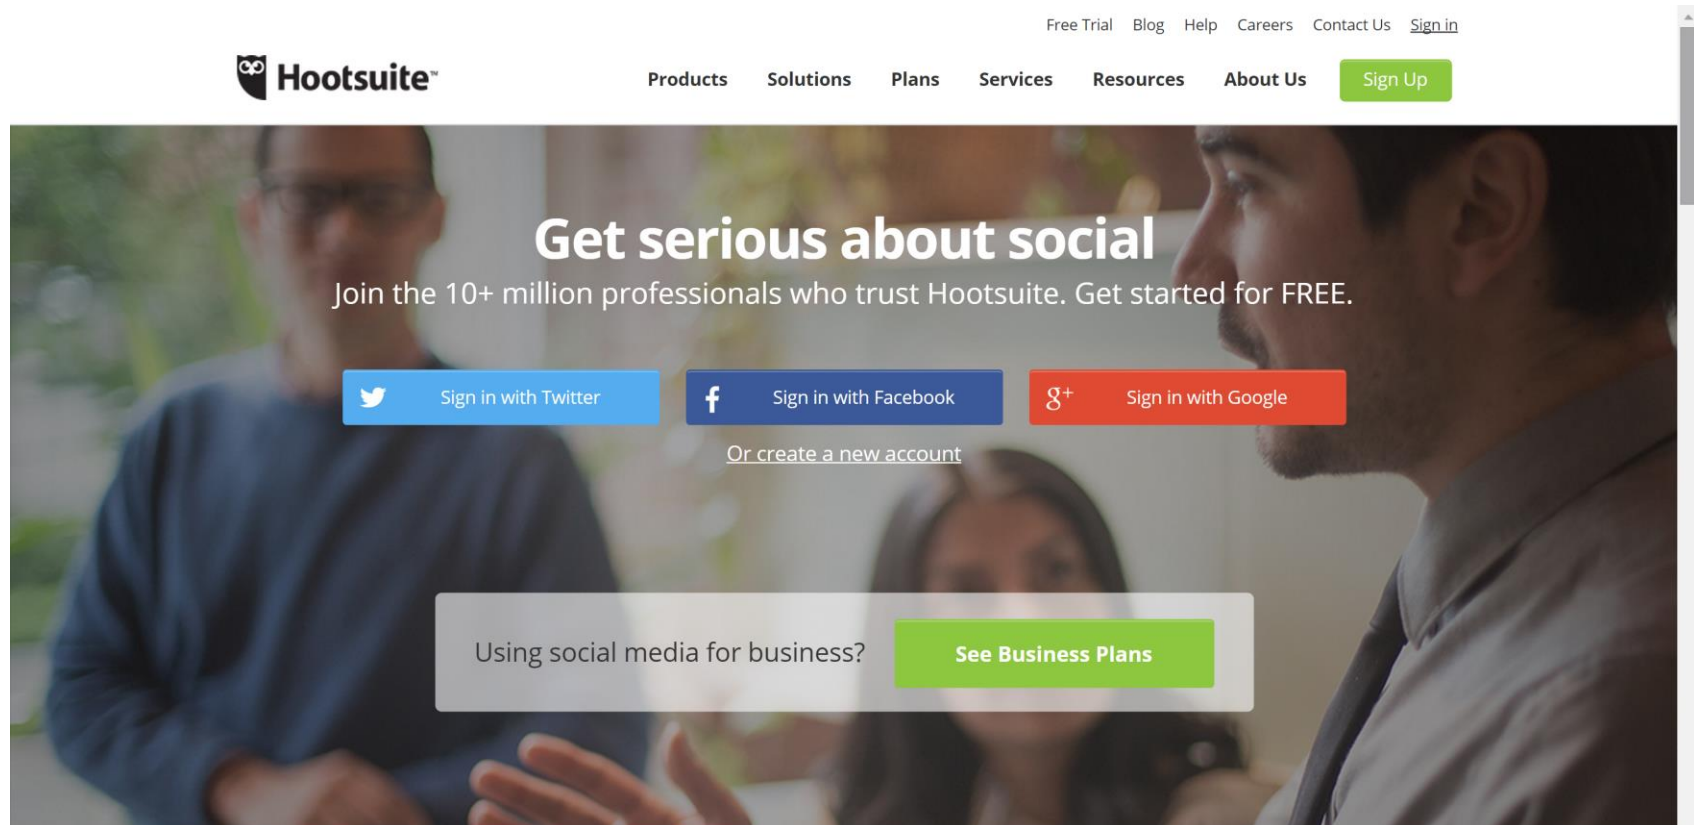 Free Trial Blog Help Careers Contact Us Sign in
Hootsuite™
Products Solutions Plans Services Resources About Us Sign Up
Get serious about social
Join the 10+ million professionals who trust Hootsuite. Get started for FREE.
Sign in with Twitter
Sign in with Facebook
g+ Sign in with Google
Or create a new account
Using social media for business? See Business Plans